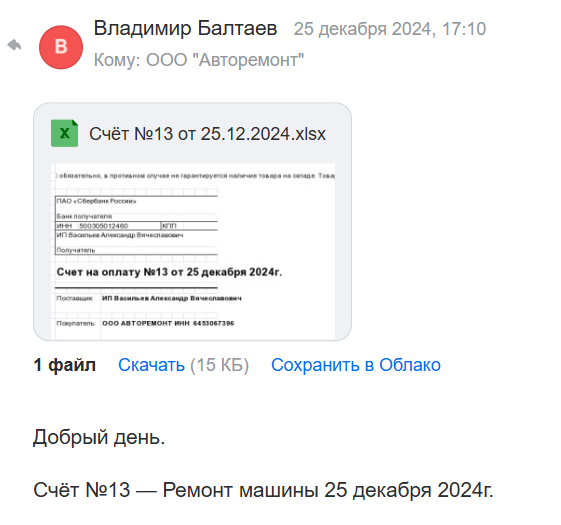 Владимир Балтаев 25 декабря 2024, 17:10
В
Кому: ООО "Авторемонт"
X
Счёт №13 от 25.12.2024.xlsx
обязательно, в противном случае не гарантируется наличие товара на складе. Това
ПАО «Сбербанк России»
Банк получателя
ИНН 500305012460 КПП
ИП Васильев Александр Вячеславович
Получатель
Счет на оплату №13 от 25 декабря 2024г.
Поставщик: ИП Васильев Александр Вячеславович
Покупатель: ООО АВТОРЕМОНТ ИНН 6453067396
1 файл Скачать (15 КБ) Сохранить в Облако
Добрый день.
Счёт №13 — Ремонт машины 25 декабря 2024г.